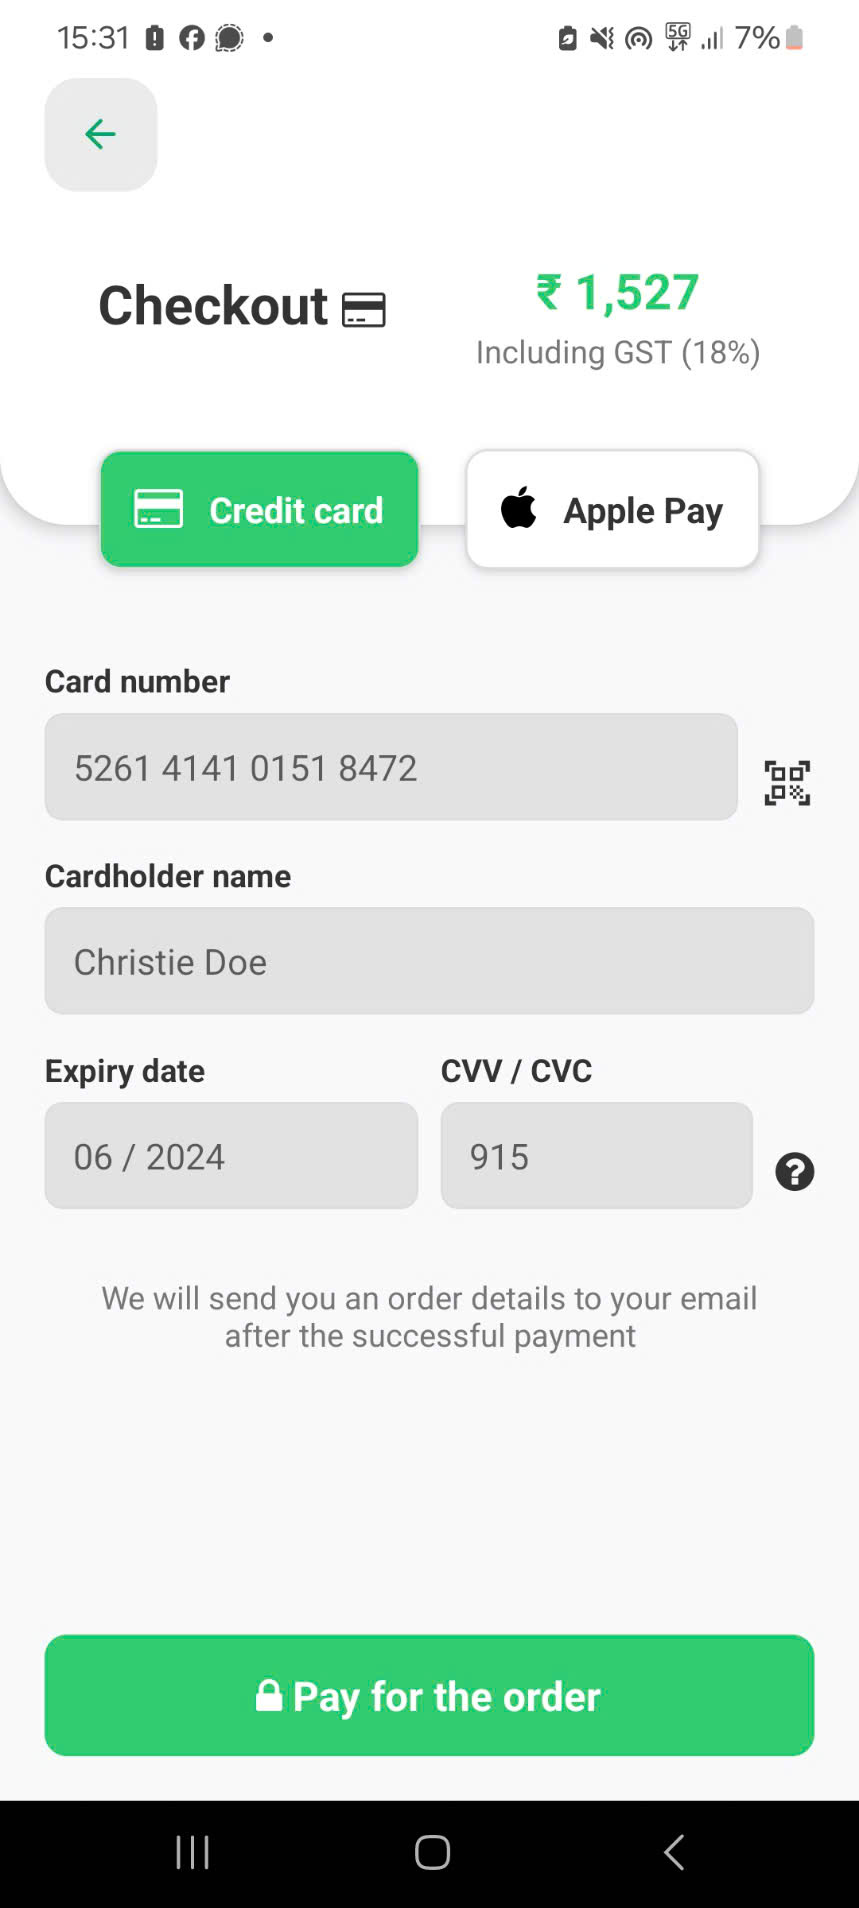 15:31
5G
7%
Checkout
₹ 1,527
Including GST (18%)
Credit card
Apple Pay
Card number
5261 4141 0151 8472
Cardholder name
Christie Doe
Expiry date
CVV / CVC
06 / 2024
915
We will send you an order details to your email
after the successful payment
Pay for the order